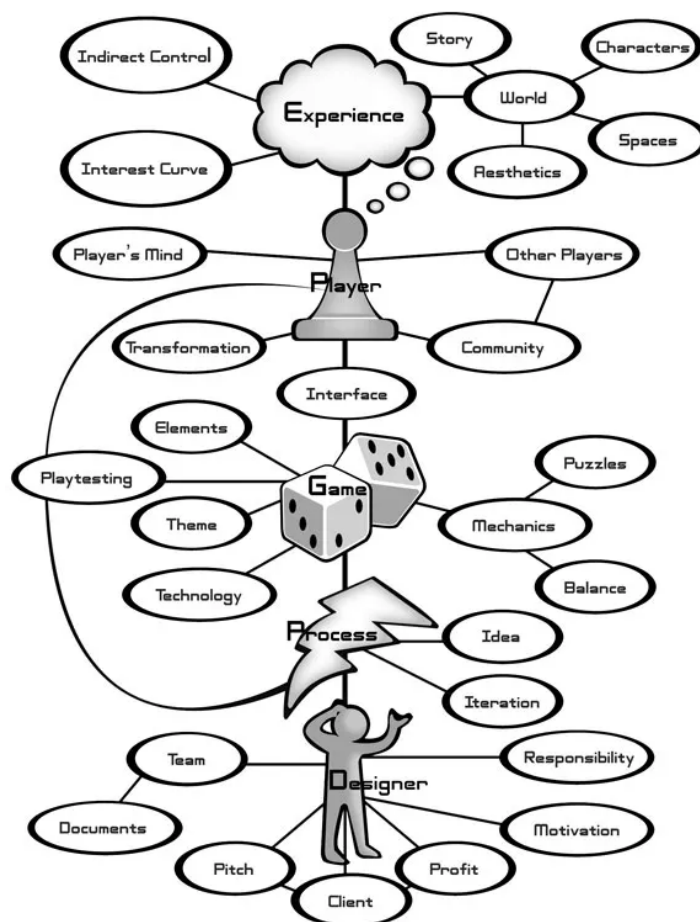 Story
Indirect Control
Characters
World
Experience
Spaces
Interest Curve
Aesthetics
Player's Mind
Other Players
Player
Transformation
Community
Interface
Elements
Puzzles
Playtesting
Game
Theme
Mechanics
Technology
Balance
Process
Idea
Iteration
Team
Responsibility
Designer
Documents
Motivation
Pitch
Profit
Client